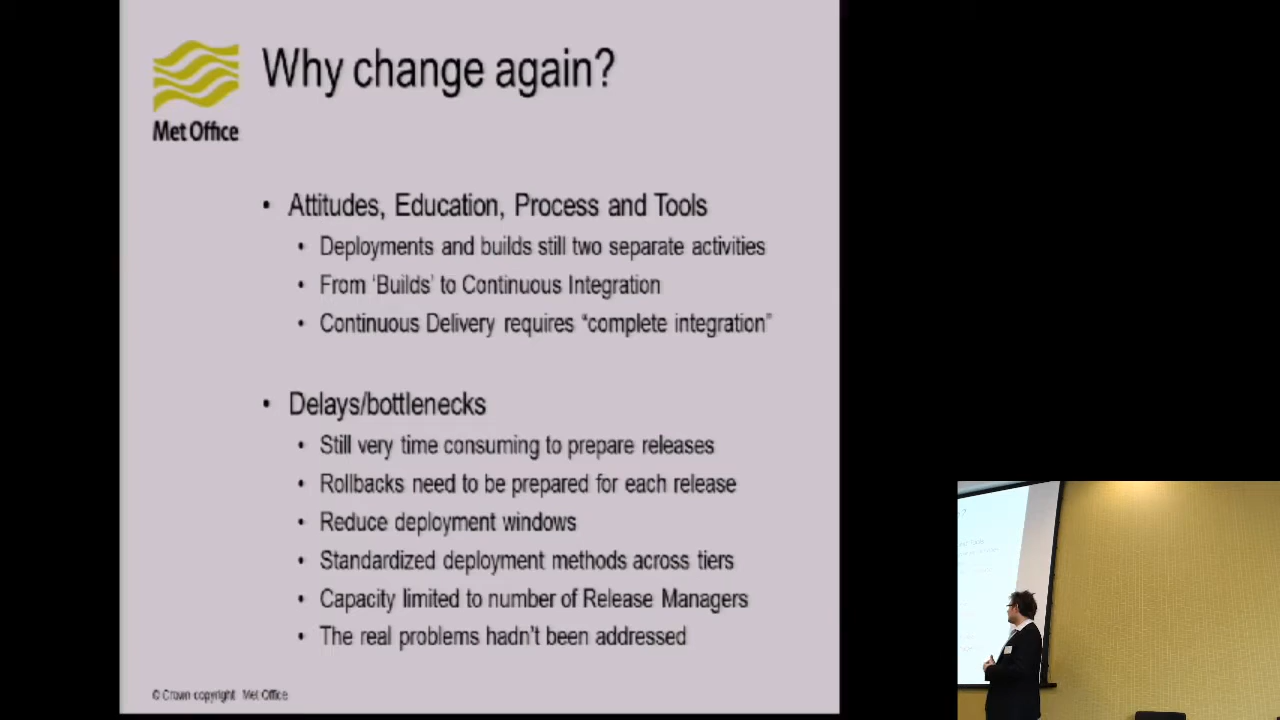 Why change again?
Met Office
• Attitudes, Education, Process and Tools
• Deployments and builds still two separate activities
• From ‘Builds’ to Continuous Integration
• Continuous Delivery requires “complete integration”
• Delays/bottlenecks
• Still very time consuming to prepare releases
• Rollbacks need to be prepared for each release
• Reduce deployment windows
• Standardized deployment methods across tiers
• Capacity limited to number of Release Managers
• The real problems hadn’t been addressed
© Crown copyright Met Office